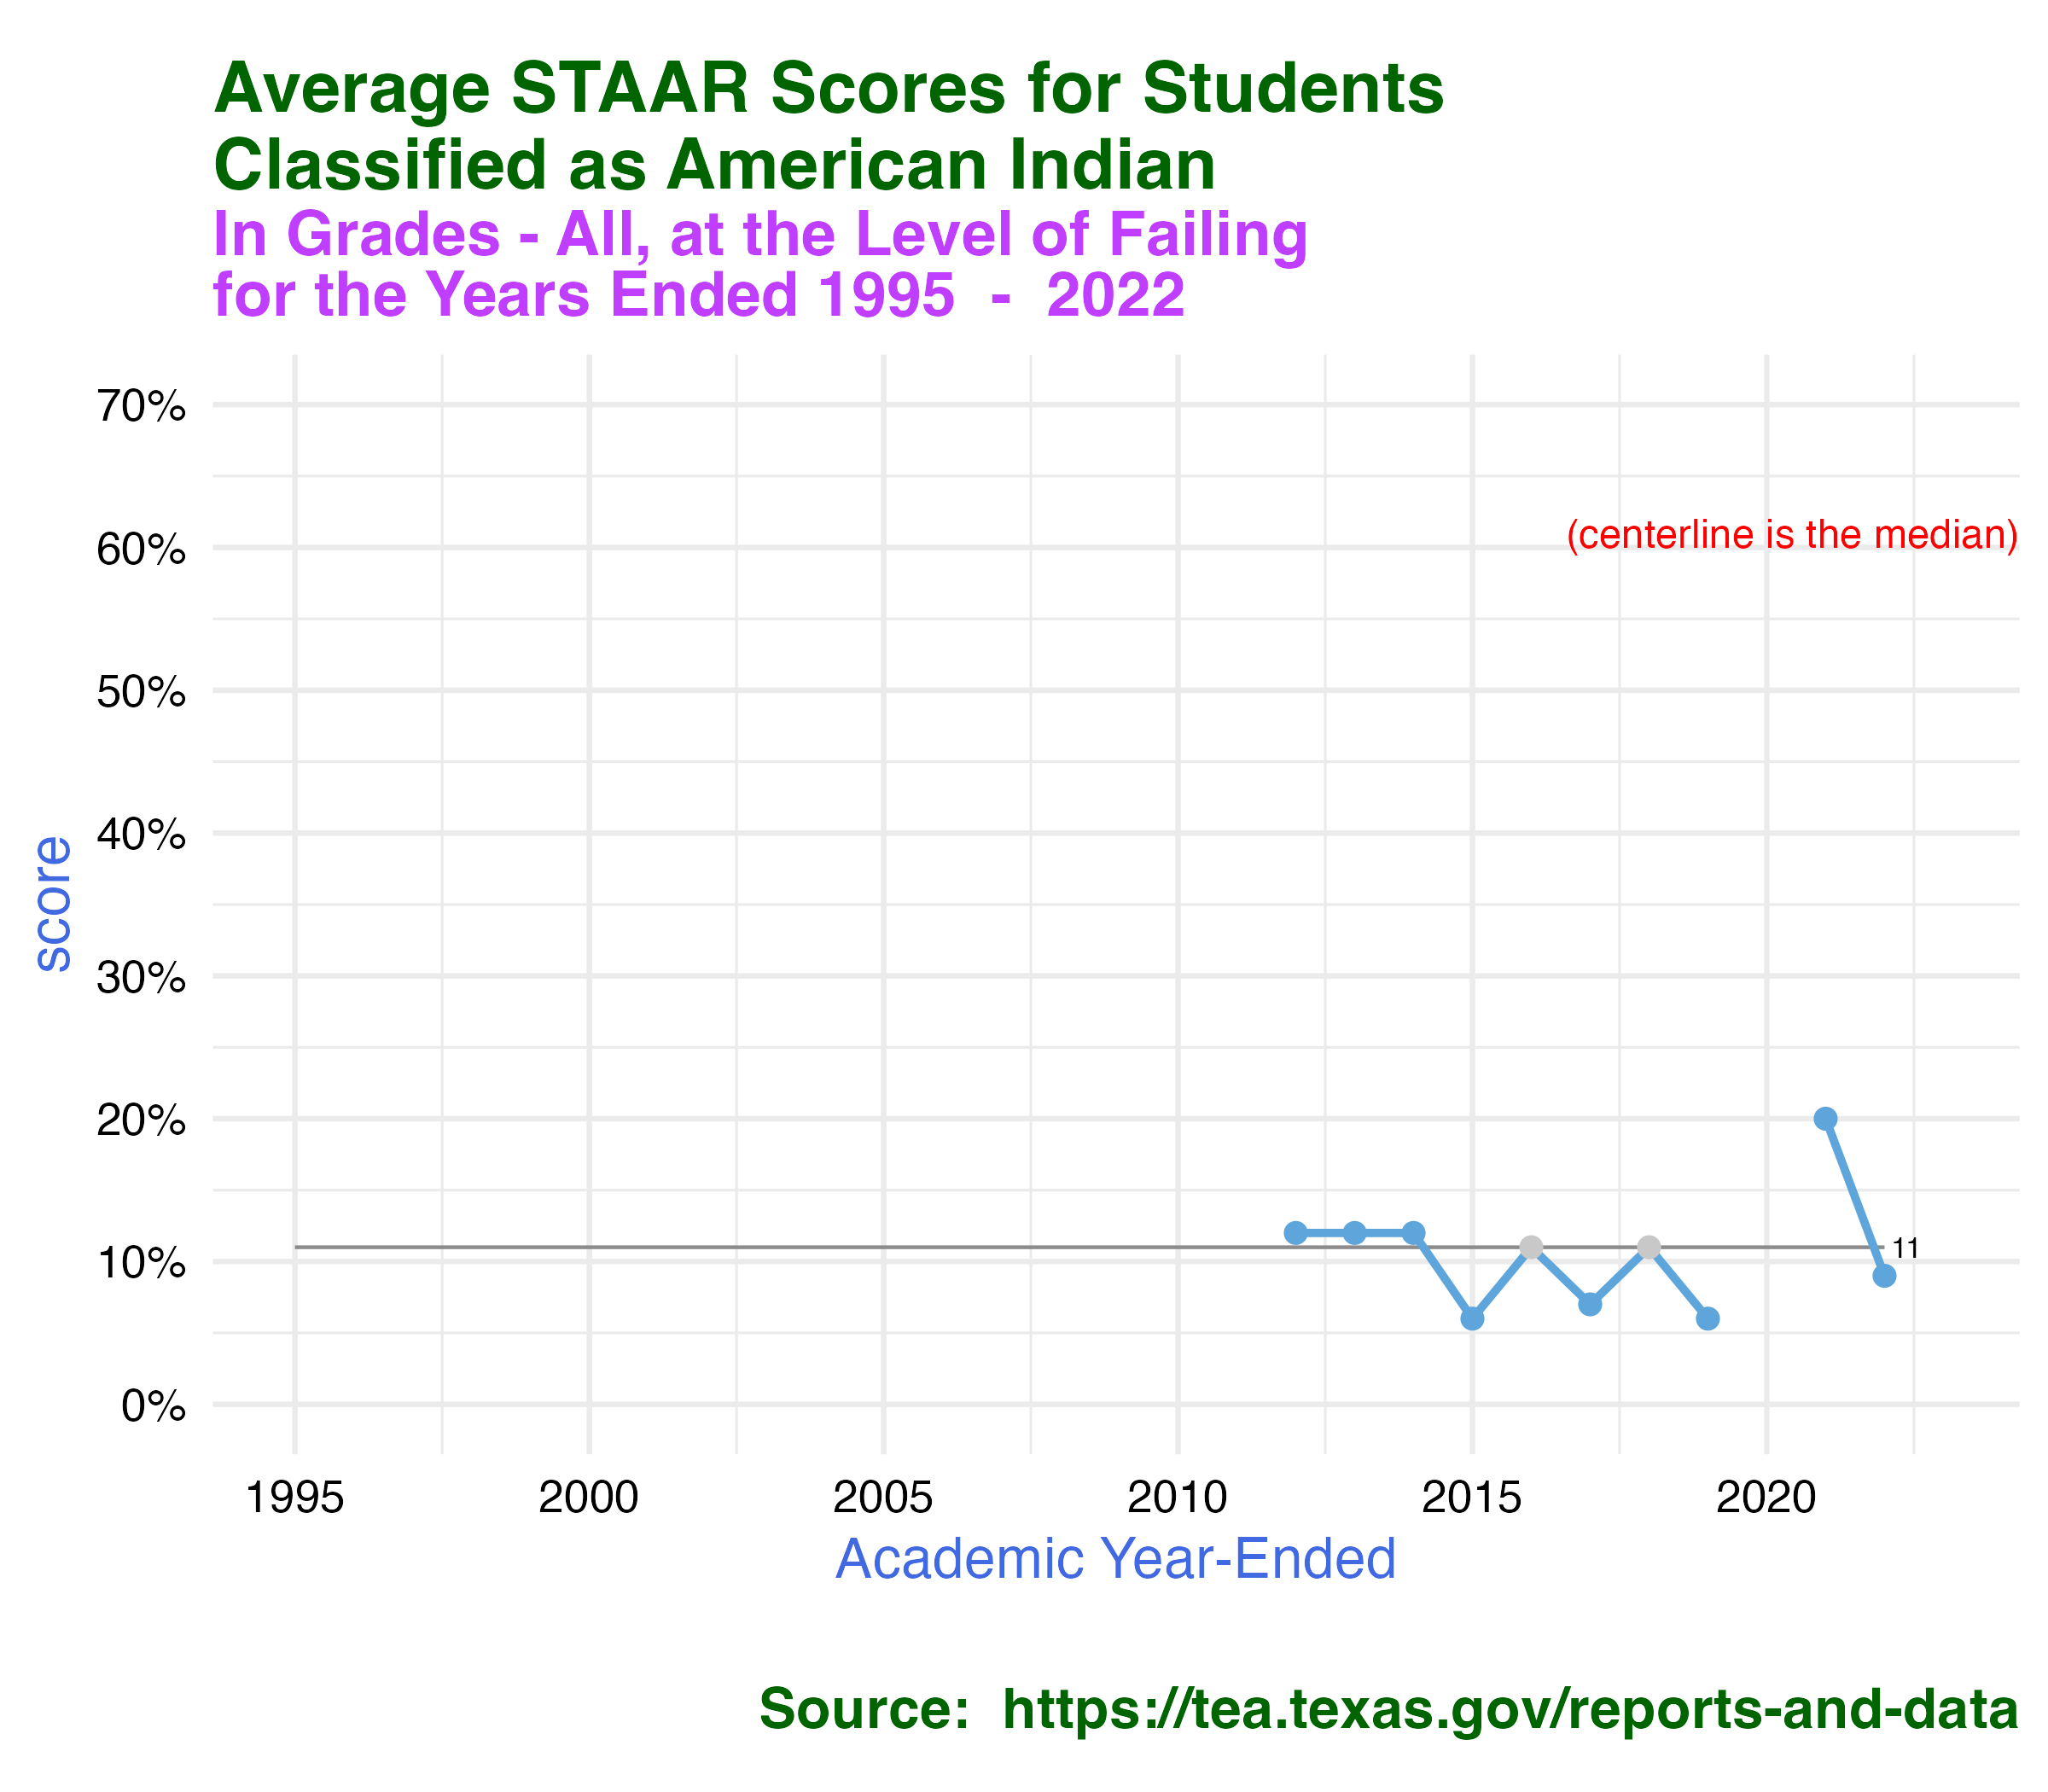 Average STAAR Scores for Students
Classified as American Indian
In Grades - All, at the Level of Failing
for the Years Ended 1995  -  2022
70%
(centerline is the median)
60%
50%
40%
score
30%
20%
11
10%
0%
1995 2000 2005 2010 2015 2020
Academic Year-Ended
Source:  https://tea.texas.gov/reports-and-data